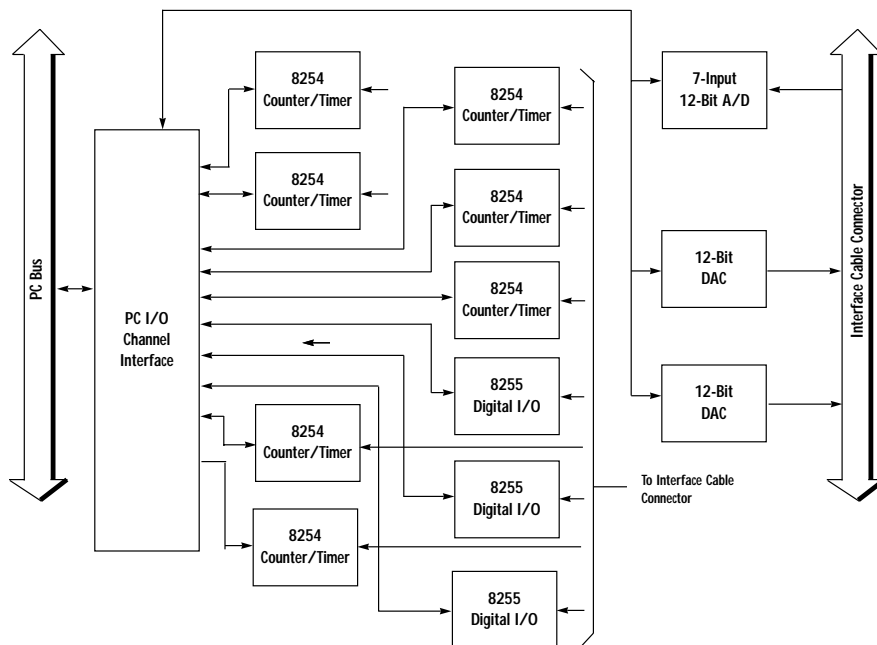 PC Bus
PC I/O
Channel
Interface
8254
Counter/Timer
8254
Counter/Timer
8254
Counter/Timer
8254
Counter/Timer
8254
Counter/Timer
8255
Digital I/O
8254
Counter/Timer
8255
Digital I/O
8254
Counter/Timer
8255
Digital I/O
To Interface Cable
Connector
7-Input
12-Bit A/D
12-Bit
DAC
12-Bit
DAC
Interface Cable Connector